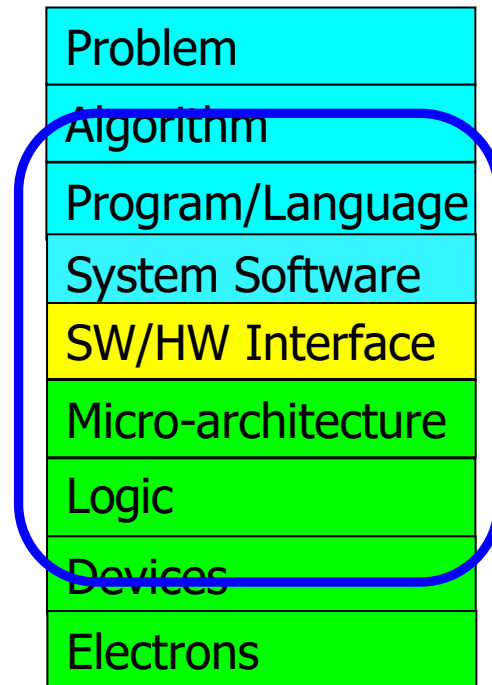 Problem
Algorithm
Program/Language
System Software
SW/HW Interface
Micro-architecture
Logic
Devices
Electrons